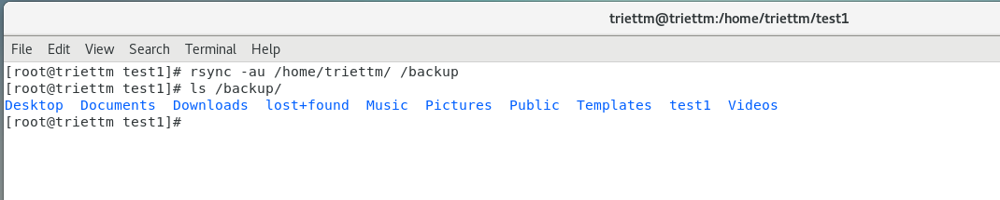 triettm@triettm:/home/triettm/test1
File Edit View Search Terminal Help
[root@triettm test1]# rsync -au /home/triettm/ /backup
[root@triettm test1]# ls /backup/
Desktop Documents Downloads lost+found Music Pictures Public Templates test1 Videos
[root@triettm test1]#